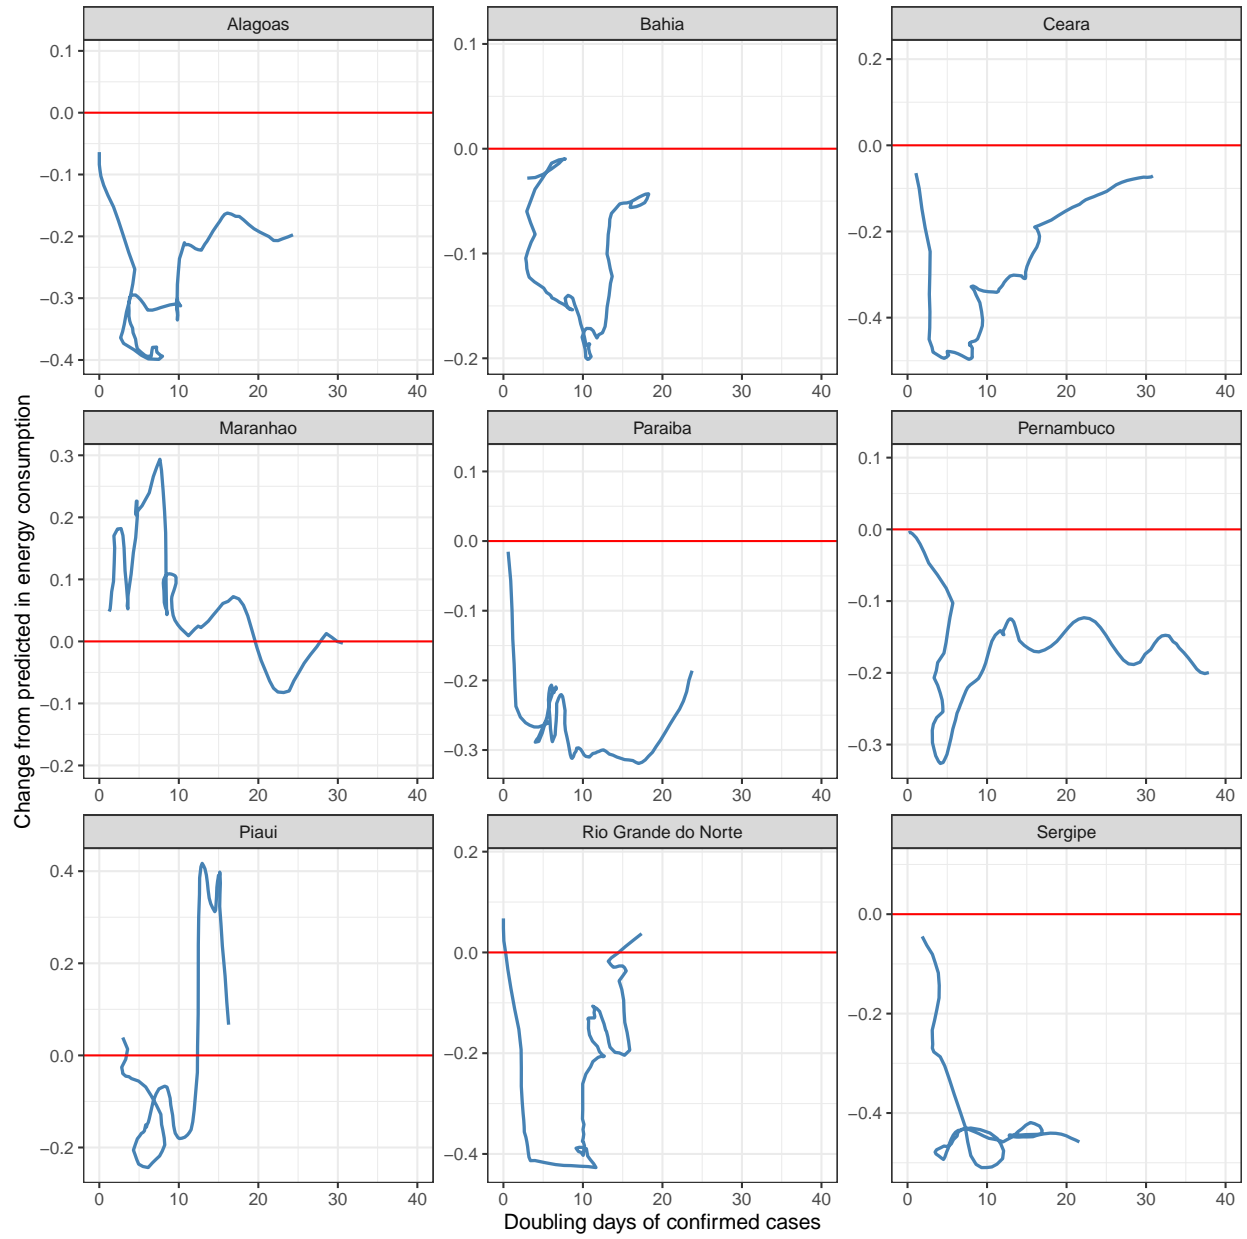 Alagoas
Bahia
Ceara
0.1
0.0
−0.1
−0.2
−0.3
−0.4
0 10 20 30 40
0.1
0.0
−0.1
−0.2
0 10 20 30 40
0.2
0.0
−0.2
−0.4
0 10 20 30 40
Change from predicted in energy consumption
Maranhao
Paraiba
Pernambuco
0.3
0.2
0.1
0.0
−0.1
−0.2
0 10 20 30 40
0.1
0.0
−0.1
−0.2
−0.3
0 10 20 30 40
0.1
0.0
−0.1
−0.2
−0.3
0 10 20 30 40
Piaui
Rio Grande do Norte
Sergipe
0.4
0.2
0.0
−0.2
0 10 20 30 40
0.2
0.0
−0.2
−0.4
0 10 20 30 40
0.0
−0.2
−0.4
0 10 20 30 40
Doubling days of confirmed cases